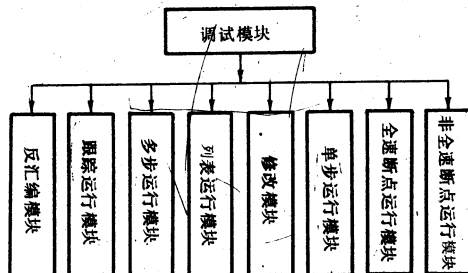 调试模块
反汇编模块
跟踪运行模块
多步运行模块
列表运行模块
修改模块
单步运行模块
全速断点运行模块
非全速断点运行模块